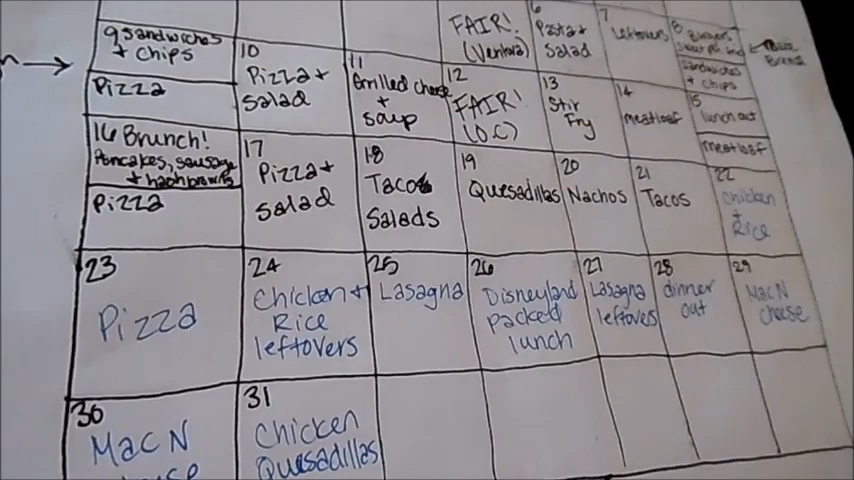 FAIR!
(Ventura)
6
Pasta +
Salad
7
leftovers
8
Burgers
sandwiches
+ chips
9 Sandwiches
+ Chips
Pizza
10
Pizza +
Salad
11
Grilled cheese
+
Soup
12
FAIR!
(O.C)
13
Stir
Fry
14
meatloaf
15
lunch out
meatloaf
16 Brunch!
Pancakes, sausage
+ hashbrowns
Pizza
17
Pizza +
Salad
18
Taco
Salads
19
Quesadillas
20
Nachos
21
Tacos
22
Chicken
+
Rice
23
Pizza
24
Chicken +
Rice
leftovers
25
Lasagna
26
Disneyland
packed
lunch
27
Lasagna
leftovers
28
dinner
out
29
Mac N
cheese
30
Mac N
31
Chicken
Quesadillas